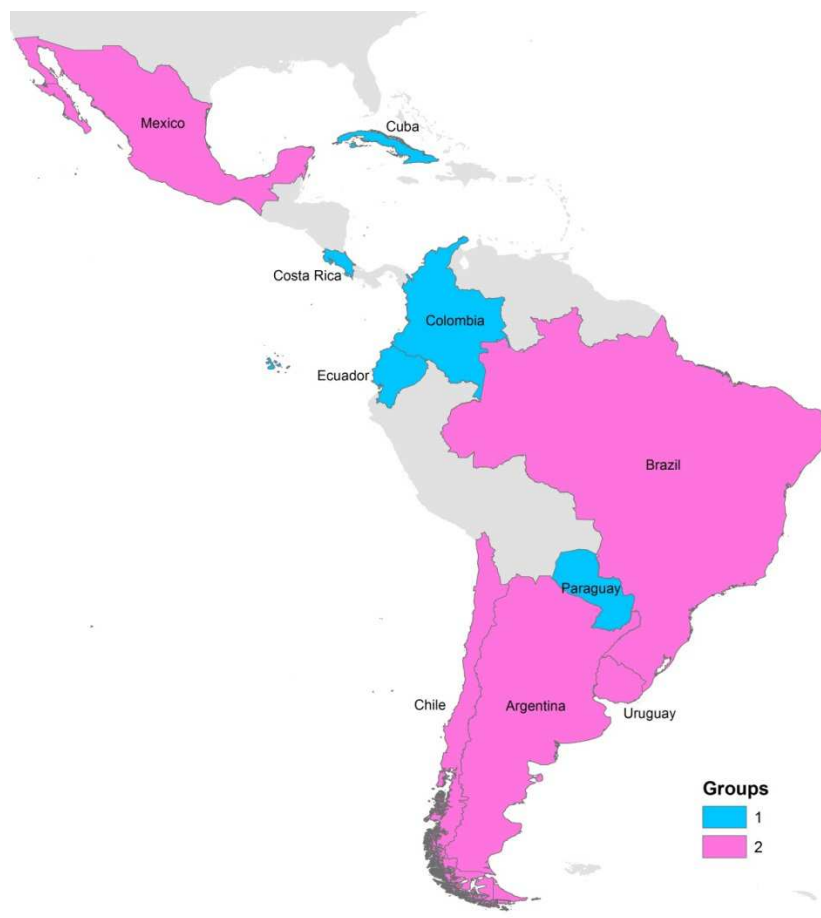 Mexico
Cuba
Costa Rica
Colombia
Ecuador
Brazil
Paraguay
Chile
Argentina
Uruguay
Groups
1
2